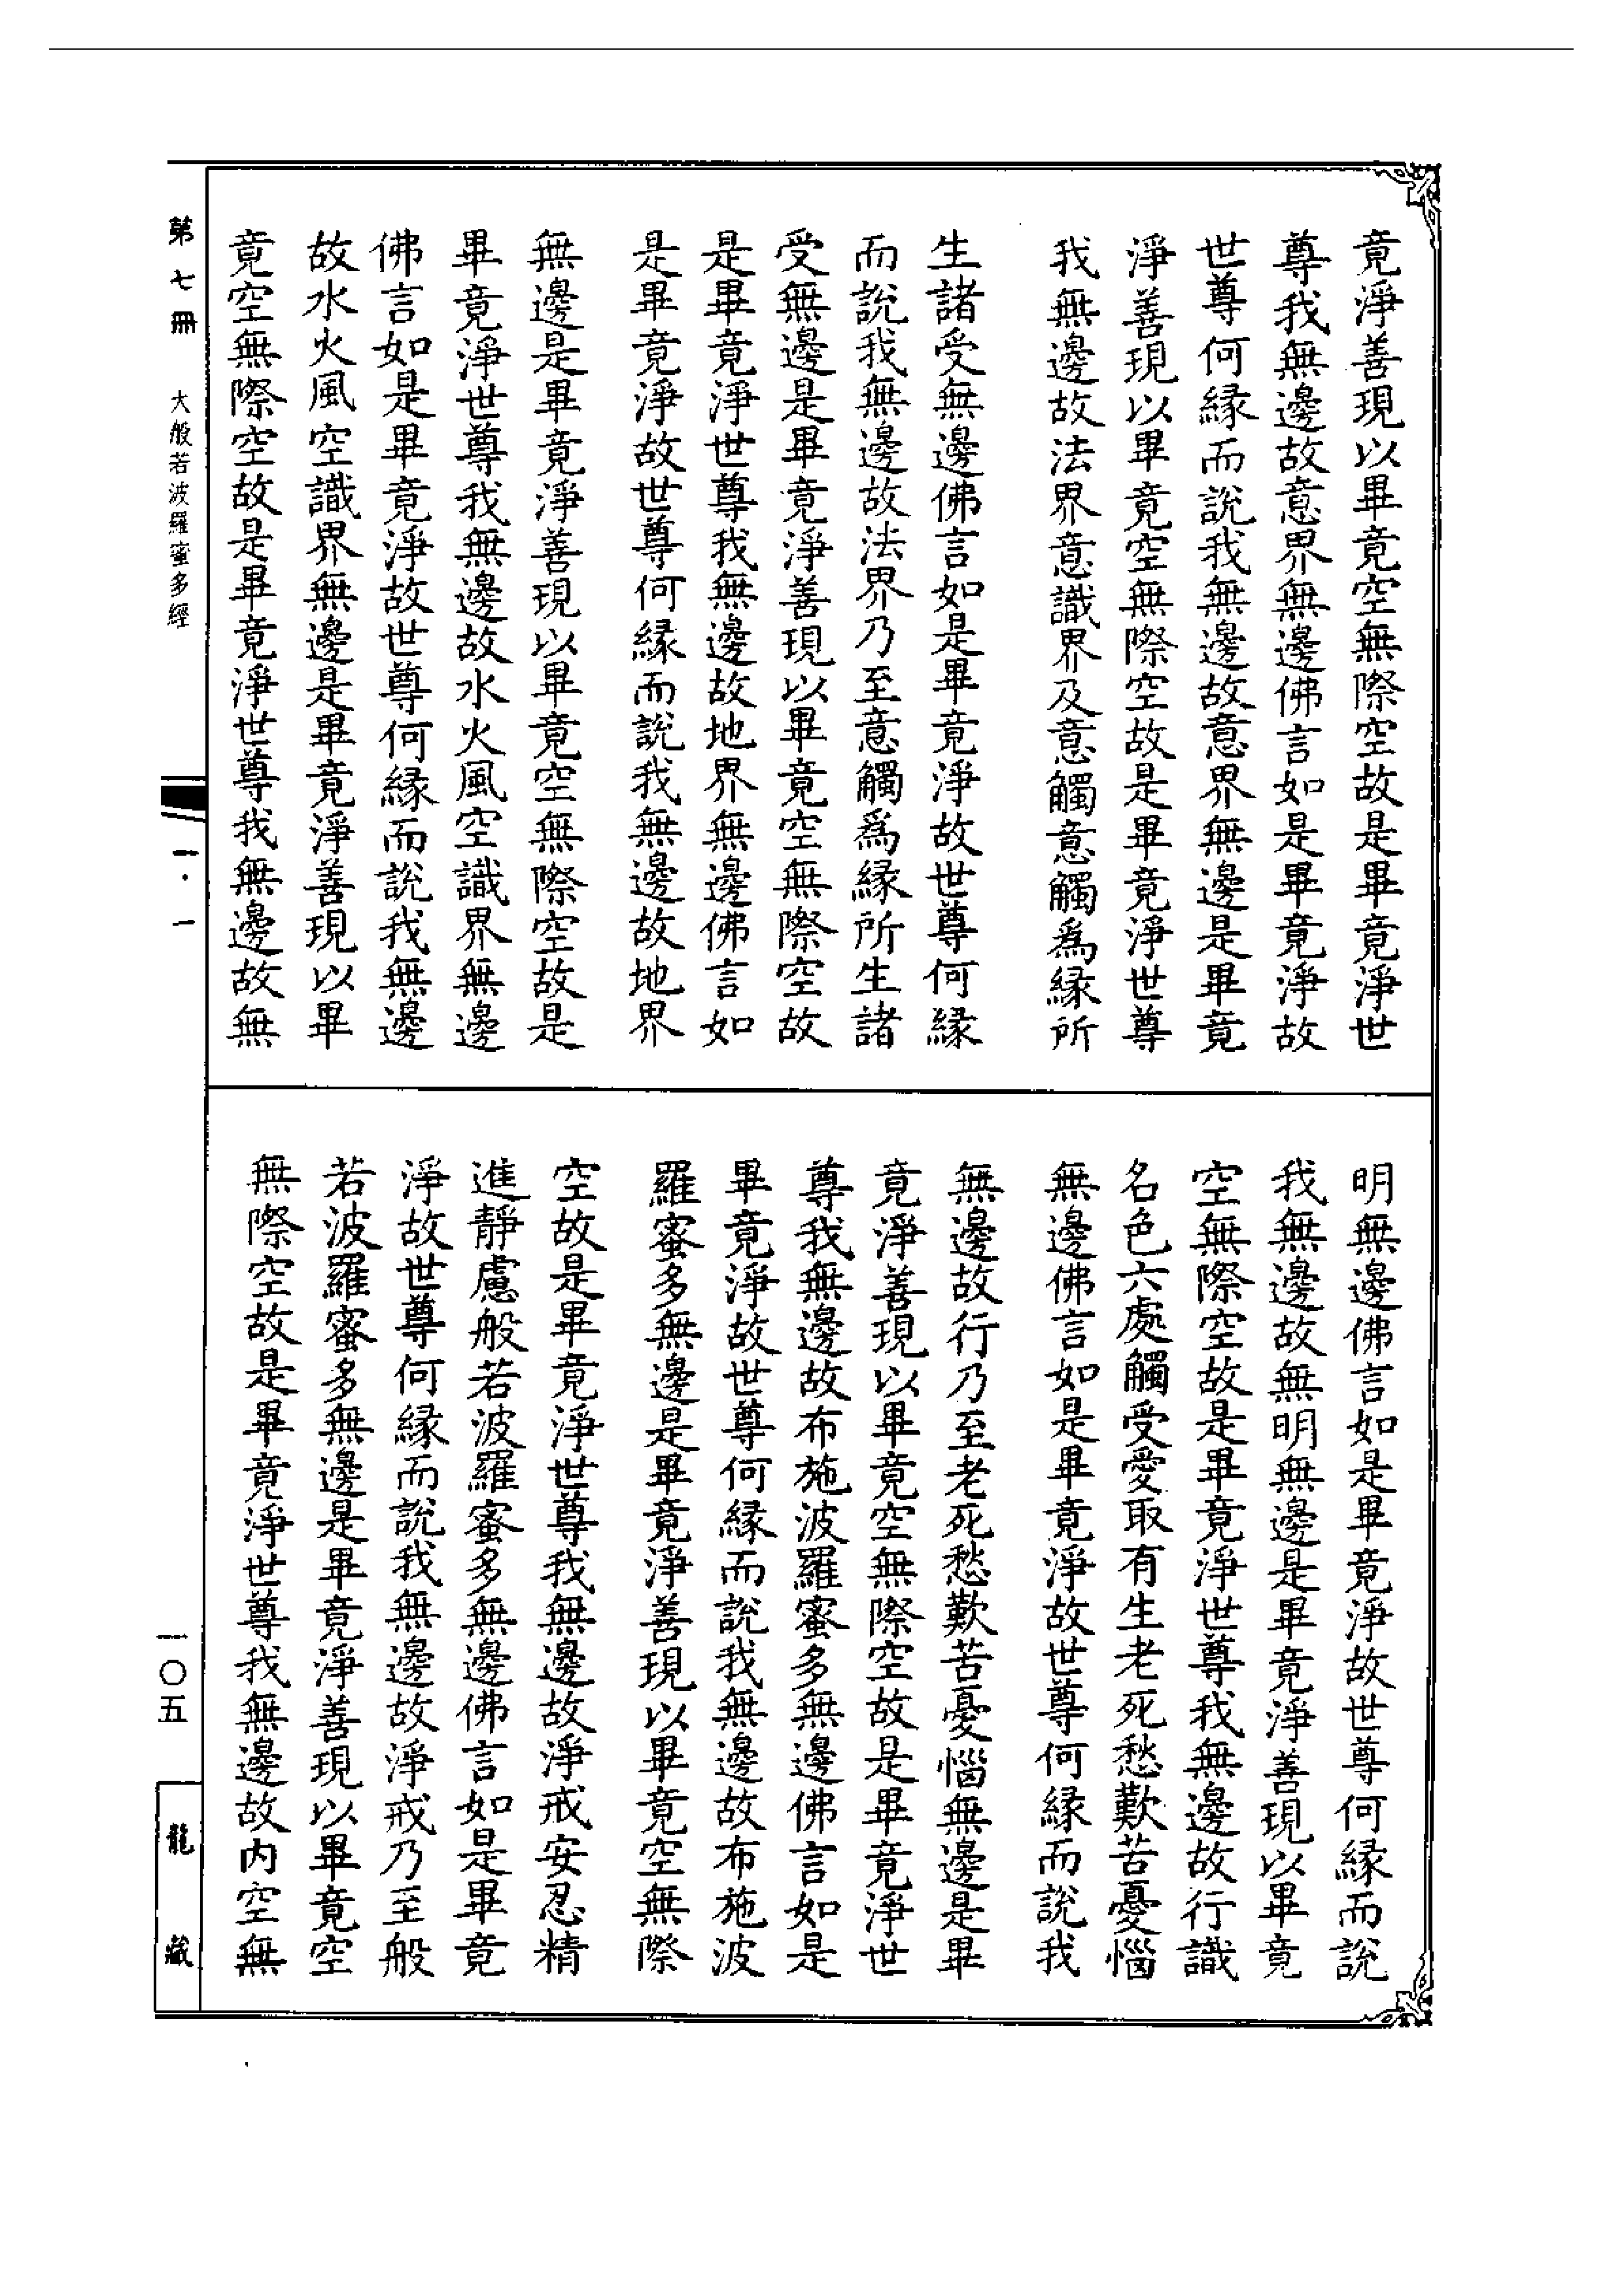 竟淨善現以畢竟空無際空故是畢竟淨世
尊我無邊故意界無邊佛言如是畢竟淨故
世尊何緣而說我無邊故意界無邊是畢竟
淨善現以畢竟空無際空故是畢竟淨世尊
我無邊故法界意識界及意觸意觸爲緣所
生諸受無邊佛言如是畢竟淨故世尊何緣
而說我無邊故法界乃至意觸爲緣所生諸
受無邊是畢竟淨善現以畢竟空無際空故
是畢竟淨世尊我無邊故地界無邊佛言如
是畢竟淨故世尊何緣而說我無邊故地界
無邊是畢竟淨善現以畢竟空無際空故是
畢竟淨世尊我無邊故水火風空識界無邊
佛言如是畢竟淨故世尊何緣而說我無邊
故水火風空識界無邊是畢竟淨善現以畢
竟空無際空故是畢竟淨世尊我無邊故無
明無邊佛言如是畢竟淨故世尊何緣而說
我無邊故無明無邊是畢竟淨善現以畢竟
空無際空故是畢竟淨世尊我無邊故行識
名色六處觸受愛取有生老死愁歎苦憂惱
無邊佛言如是畢竟淨故世尊何緣而說我
無邊故行乃至老死愁歎苦憂惱無邊是畢
竟淨善現以畢竟空無際空故是畢竟淨世
尊我無邊故布施波羅蜜多無邊佛言如是
畢竟淨故世尊何緣而說我無邊故布施波
羅蜜多無邊是畢竟淨善現以畢竟空無際
空故是畢竟淨世尊我無邊故淨戒安忍精
進靜慮般若波羅蜜多無邊佛言如是畢竟
淨故世尊何緣而說我無邊故淨戒乃至般
若波羅蜜多無邊是畢竟淨善現以畢竟空
無際空故是畢竟淨世尊我無邊故內空無
第七冊 大般若波羅蜜多經 一·一 一〇五 龍藏